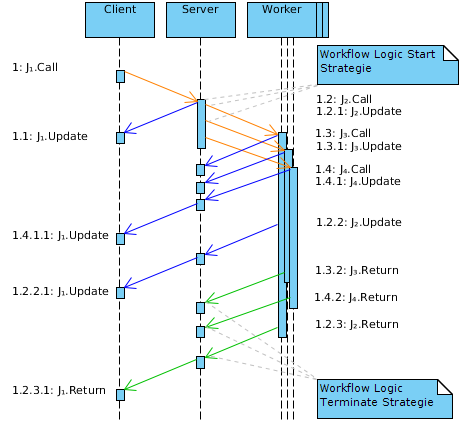 Client
Server
Worker
Workflow Logic Start
Strategie
1: J₁.Call
1.2: J₂.Call
1.2.1: J₂.Update
1.1: J₁.Update
1.3: J₃.Call
1.3.1: J₃.Update
1.4: J₄.Call
1.4.1: J₄.Update
1.2.2: J₂.Update
1.4.1.1: J₁.Update
1.3.2: J₃.Return
1.2.2.1: J₁.Update
1.4.2: J₄.Return
1.2.3: J₂.Return
1.2.3.1: J₁.Return
Workflow Logic
Terminate Strategie